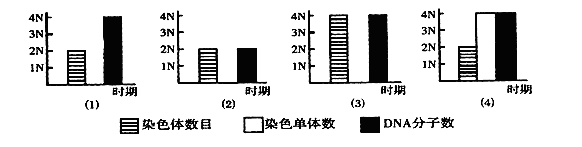 4N 3N 2N 1N 时期
(1)
4N 3N 2N 1N 时期
(2)
4N 3N 2N 1N 时期
(3)
4N 3N 2N 1N 时期
(4)
染色体数目 染色单体数 DNA分子数